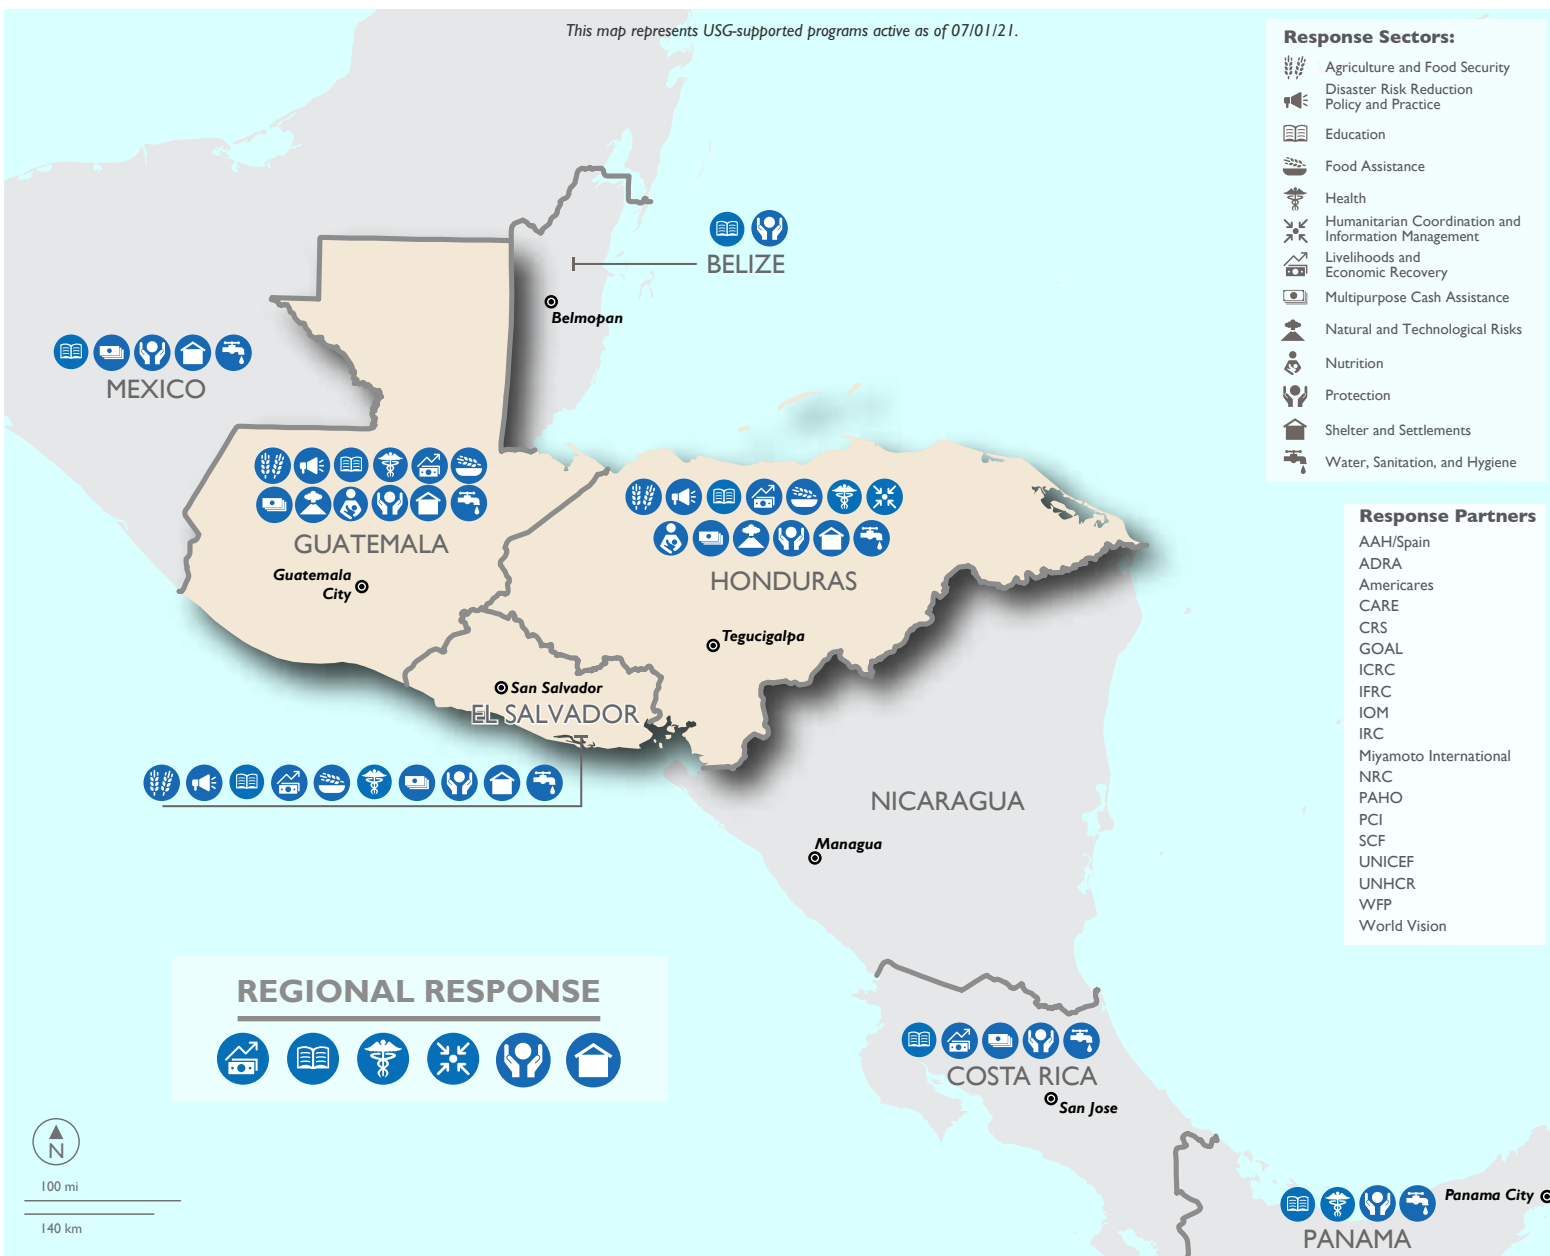 This map represents USG-supported programs active as of 07/01/21.
Response Sectors:
Agriculture and Food Security
Disaster Risk Reduction
Policy and Practice
Education
Food Assistance
Health
Humanitarian Coordination and
Information Management
Livelihoods and
Economic Recovery
Multipurpose Cash Assistance
Natural and Technological Risks
Nutrition
Protection
Shelter and Settlements
Water, Sanitation, and Hygiene
Response Partners
AAH/Spain
ADRA
Americares
CARE
CRS
GOAL
ICRC
IFRC
IOM
IRC
Miyamoto International
NRC
PAHO
PCI
SCF
UNICEF
UNHCR
WFP
World Vision
BELIZE
Belmopan
MEXICO
GUATEMALA
Guatemala
City
HONDURAS
Tegucigalpa
San Salvador
EL SALVADOR
NICARAGUA
Managua
REGIONAL RESPONSE
COSTA RICA
San Jose
Panama City
PANAMA
N
100 mi
140 km